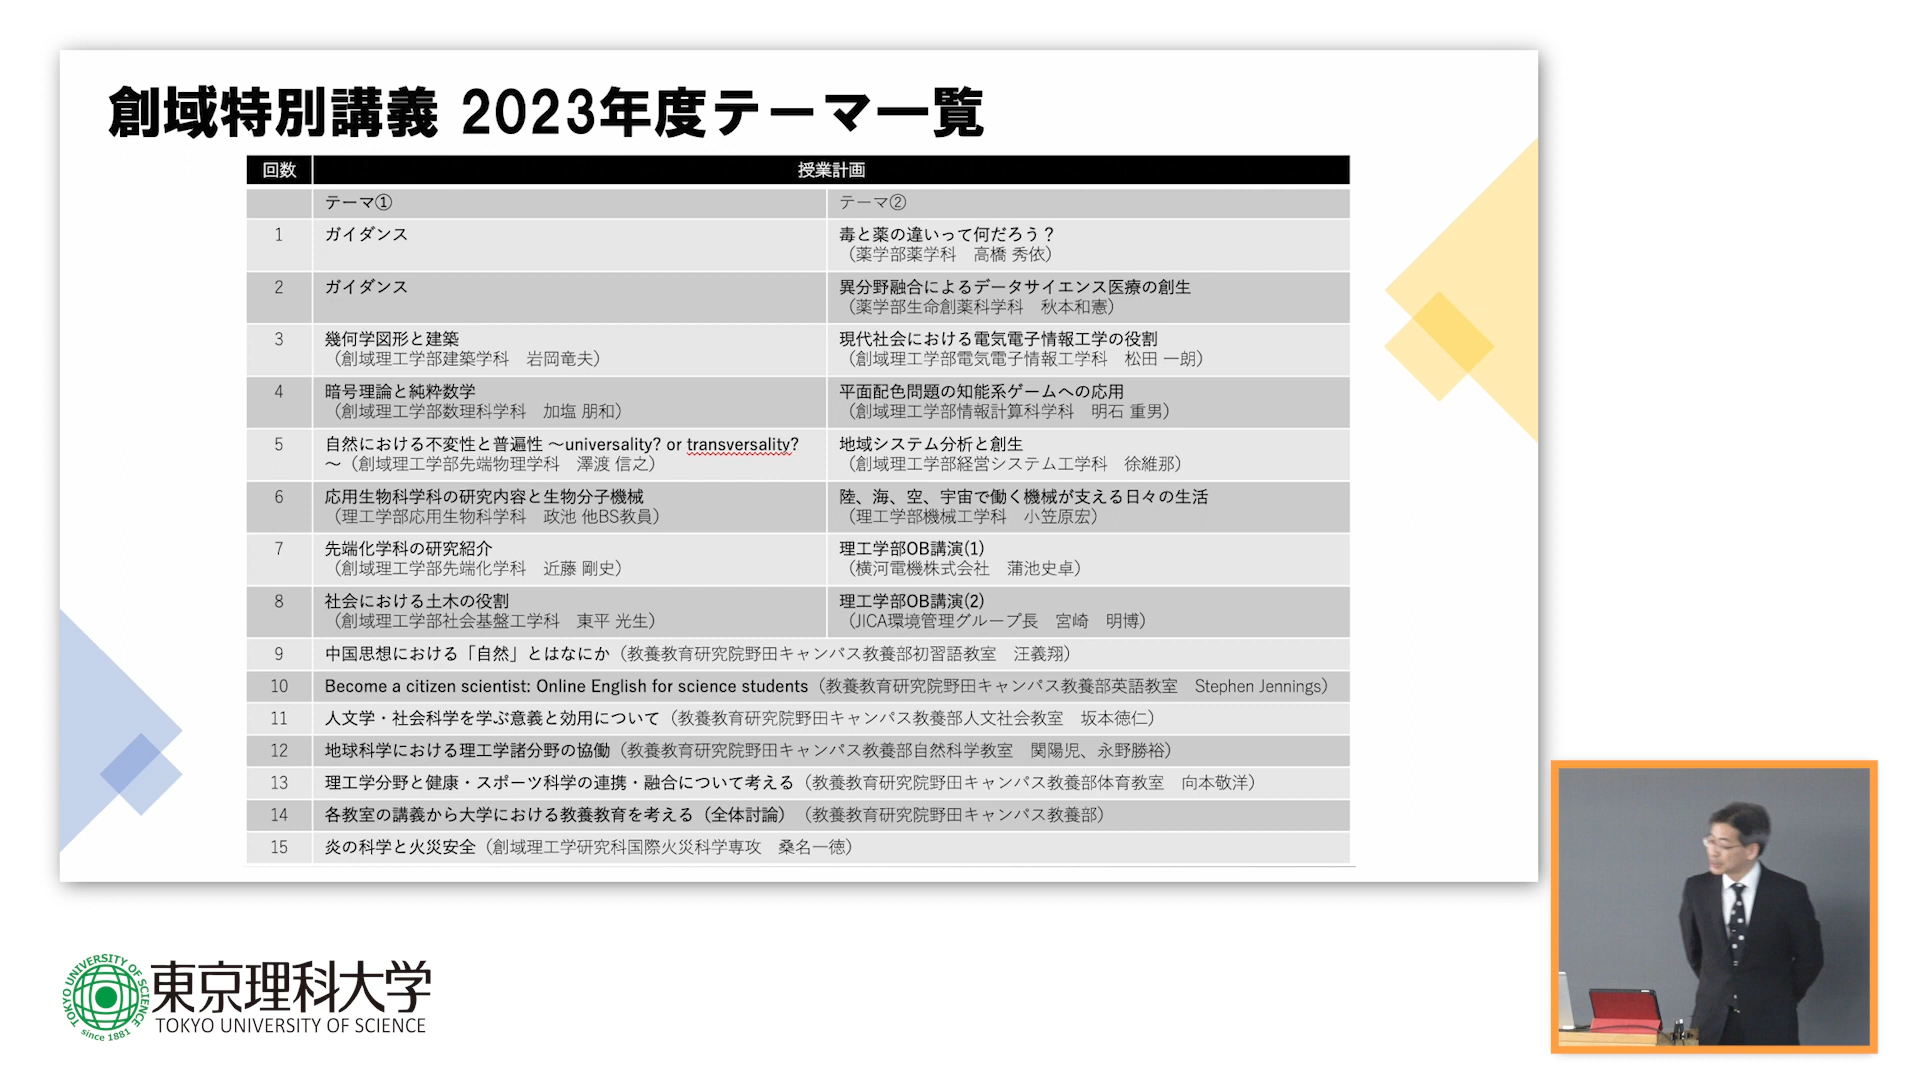 創域特別講義 2023年度テーマ一覧
回数 授業計画
テーマ① テーマ②
1 ガイダンス 毒と薬の違いって何だろう？
（薬学部薬学科　高橋 秀依）
2 ガイダンス 異分野融合によるデータサイエンス医療の創生
（薬学部生命創薬科学科　秋本和憲）
3 幾何学図形と建築 現代社会における電気電子情報工学の役割
（創域理工学部建築学科　岩岡竜夫） （創域理工学部電気電子情報工学科　松田 一朗）
4 暗号理論と純粋数学 平面配色問題の知能系ゲームへの応用
（創域理工学部数理科学科　加塩 朋和） （創域理工学部情報計算科学科　明石 重男）
5 自然における不変性と普遍性 ～universality? or transversality? 地域システム分析と創生
～（創域理工学部先端物理学科　澤渡 信之） （創域理工学部経営システム工学科　徐維那）
6 応用生物科学科の研究内容と生物分子機械 陸、海、空、宇宙で働く機械が支える日々の生活
（理工学部応用生物科学科　政池 他BS教員） （理工学部機械工学科　小笠原宏）
7 先端化学科の研究紹介 理工学部OB講演(1)
（創域理工学部先端化学科　近藤 剛史） （横河電機株式会社　蒲池史卓）
8 社会における土木の役割 理工学部OB講演(2)
（創域理工学部社会基盤工学科　東平 光生） （JICA環境管理グループ長　宮崎　明博）
9 中国思想における「自然」とはなにか（教養教育研究院野田キャンパス教養部初習語教室　汪義翔）
10 Become a citizen scientist: Online English for science students（教養教育研究院野田キャンパス教養部英語教室　Stephen Jennings）
11 人文学・社会科学を学ぶ意義と効用について（教養教育研究院野田キャンパス教養部人文社会教室　坂本徳仁）
12 地球科学における理工学諸分野の協働（教養教育研究院野田キャンパス教養部自然科学教室　関陽児、永野勝裕）
13 理工学分野と健康・スポーツ科学の連携・融合について考える（教養教育研究院野田キャンパス教養部体育教室　向本敬洋）
14 各教室の講義から大学における教養教育を考える（全体討論）（教養教育研究院野田キャンパス教養部）
15 炎の科学と火災安全（創域理工学研究科国際火災科学専攻　桑名一徳）
TOKYO UNIVERSITY OF SCIENCE
since 1881
東京理科大学
TOKYO UNIVERSITY OF SCIENCE